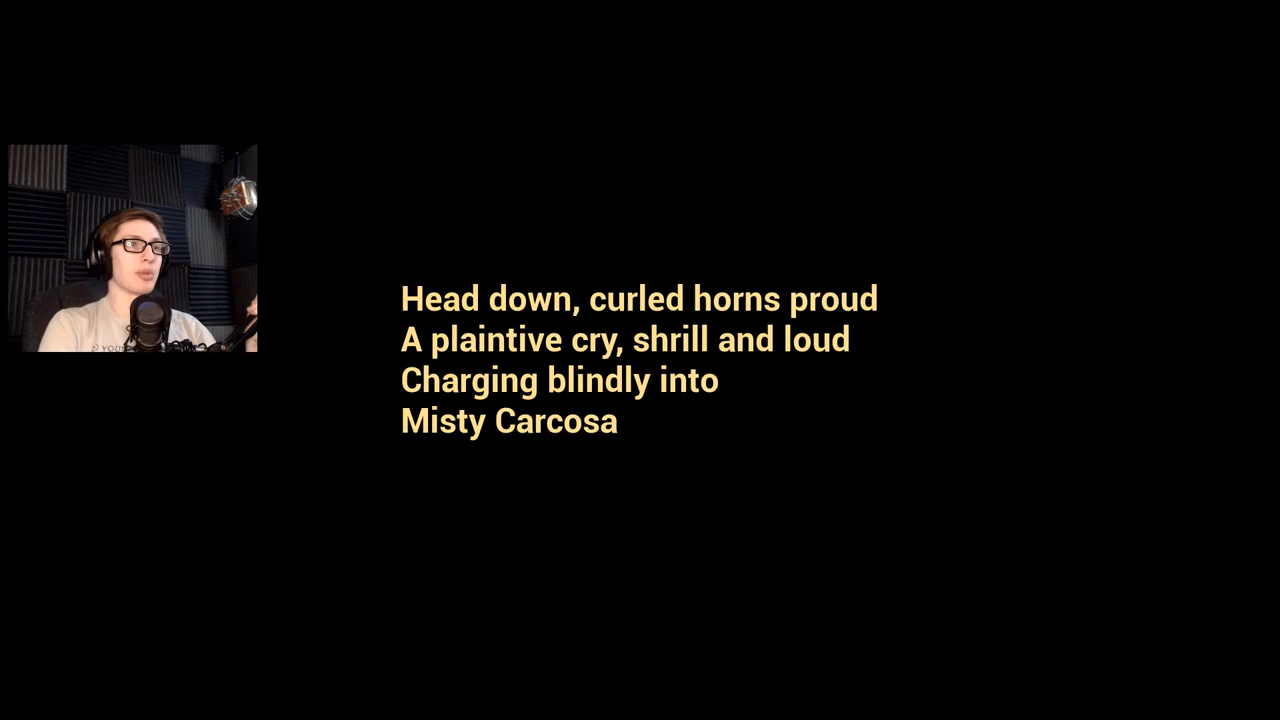 Head down, curled horns proud
A plaintive cry, shrill and loud
Charging blindly into
Misty Carcosa